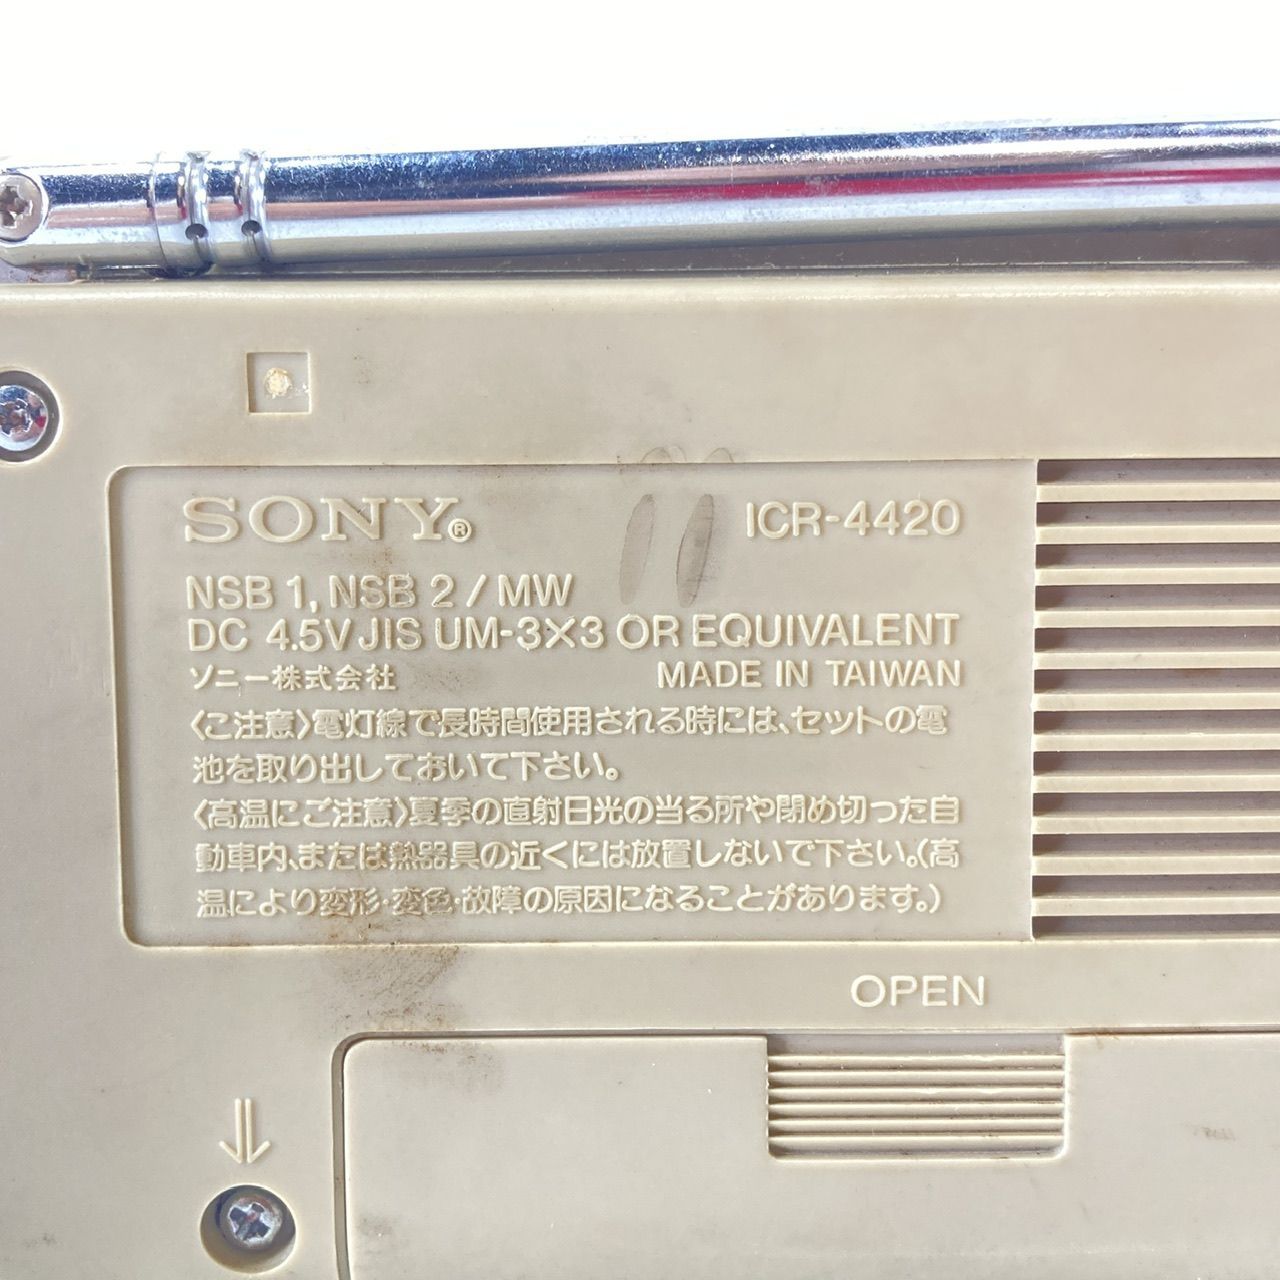 SONY® ICR-4420
NSB 1, NSB 2 / MW
DC 4.5V JIS UM-3×3 OR EQUIVALENT
ソニー株式会社 MADE IN TAIWAN
〈ご注意〉電灯線で長時間使用される時には、セットの電
池を取り出しておいて下さい。
〈高温にご注意〉夏季の直射日光の当る所や閉め切った自
動車内、または熱器具の近くには放置しないで下さい。(高
温により変形・変色・故障の原因になることがあります。)
OPEN